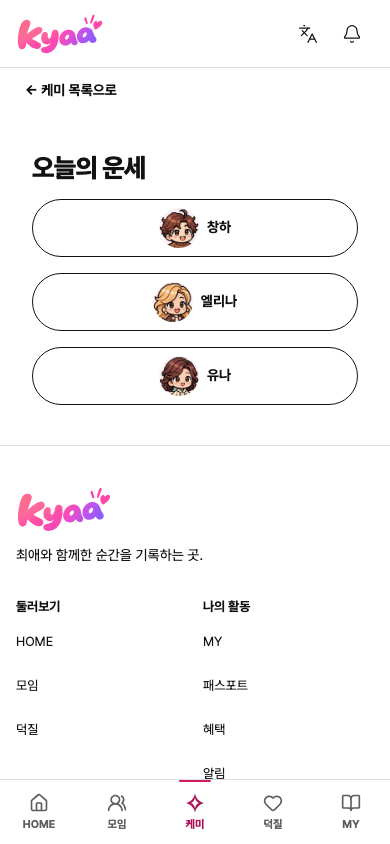 kyaa
← 케미 목록으로
오늘의 운세
창하
엘리나
유나
kyaa
최애와 함께한 순간을 기록하는 곳.
둘러보기
HOME
모임
덕질
나의 활동
MY
패스포트
혜택
알림
HOME 모임 케미 덕질 MY